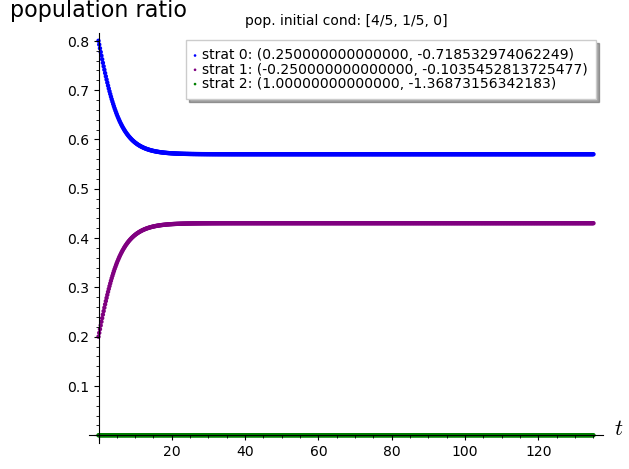 population ratio
pop. initial cond: [4/5, 1/5, 0]
strat 0: (0.250000000000000, -0.718532974062249)
strat 1: (-0.250000000000000, -0.1035452813725477)
strat 2: (1.00000000000000, -1.36873156342183)
0.8
0.7
0.6
0.5
0.4
0.3
0.2
0.1
20
40
60
80
100
120
t